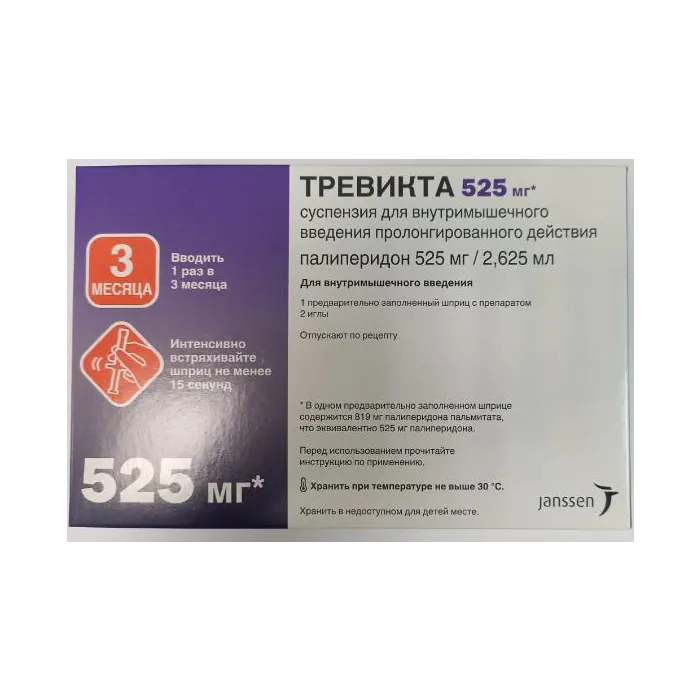 3
МЕСЯЦА
Вводить
1 раз в
3 месяца
Интенсивно
встряхивайте
шприц не менее
15 секунд
525 мг*
ТРЕВИКТА 525 мг*
суспензия для внутримышечного
введения пролонгированного действия
палиперидон 525 мг / 2,625 мл
Для внутримышечного введения
1 предварительно заполненный шприц с препаратом
2 иглы
Отпускают по рецепту
* В одном предварительно заполненном шприце
содержится 819 мг палиперидона пальмитата,
что эквивалентно 525 мг палиперидона.
Перед использованием прочитайте
инструкцию по применению.
Хранить при температуре не выше 30 °C.
Хранить в недоступном для детей месте.
janssen